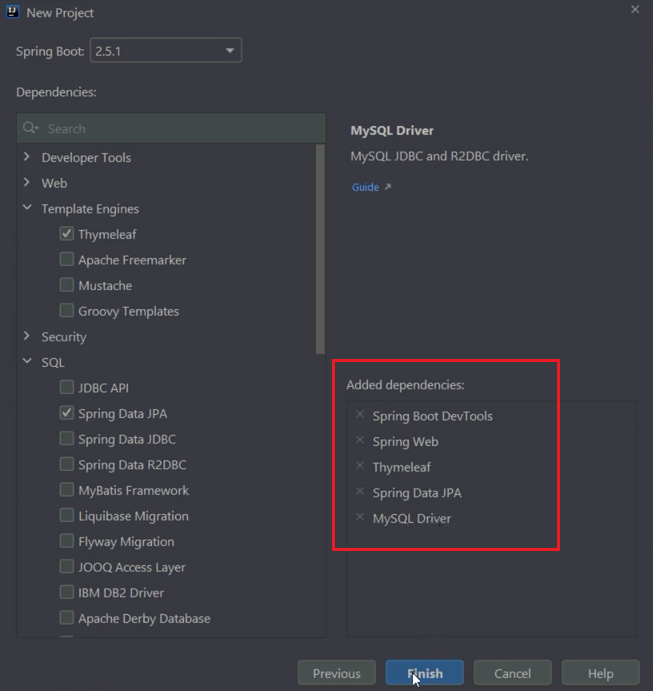 New Project
Spring Boot: 2.5.1
Dependencies:
Search
Developer Tools
Web
Template Engines
Thymeleaf
Apache Freemarker
Mustache
Groovy Templates
Security
SQL
JDBC API
Spring Data JPA
Spring Data JDBC
Spring Data R2DBC
MyBatis Framework
Liquibase Migration
Flyway Migration
JOOQ Access Layer
IBM DB2 Driver
Apache Derby Database
MySQL Driver
MySQL JDBC and R2DBC driver.
Guide
Added dependencies:
Spring Boot DevTools
Spring Web
Thymeleaf
Spring Data JPA
MySQL Driver
Previous
Finish
Cancel
Help